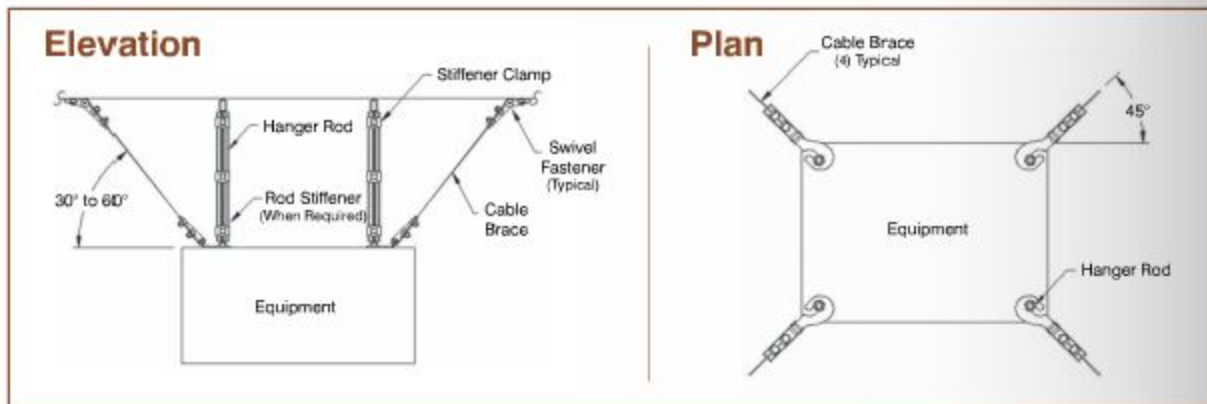 Elevation
Stiffener Clamp
Hanger Rod
Swivel
Fastener
(Typical)
30° to 60°
Rod Stiffener
(When Required)
Cable
Brace
Equipment
Plan
Cable Brace
(4) Typical
45°
Equipment
Hanger Rod